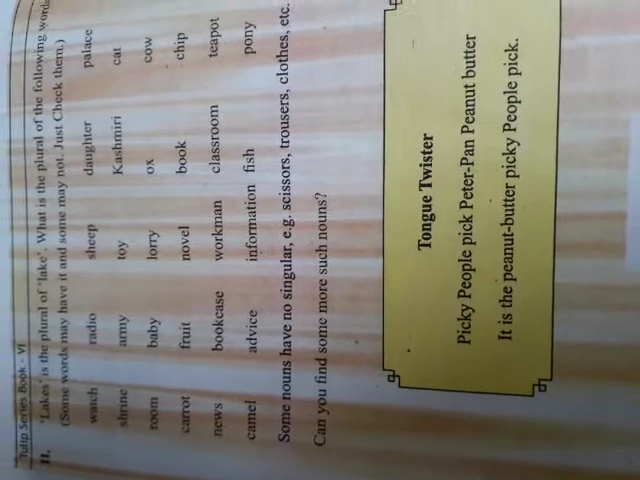 Tulip Series Book - VI
II. 'Lakes' is the plural of 'lake'. What is the plural of the following
(Some words may have it and some may not. Just Check them.)
watch radio sheep daughter palace
shrine army toy Kashmiri cat
room baby lorry ox cow
carrot fruit novel book chip
news bookcase workman classroom teapot
camel advice information fish pony
Some nouns have no singular, e.g. scissors, trousers, clothes, etc.
Can you find some more such nouns?
Tongue Twister
Picky People pick Peter-Pan Peanut butter
It is the peanut-butter picky People pick.